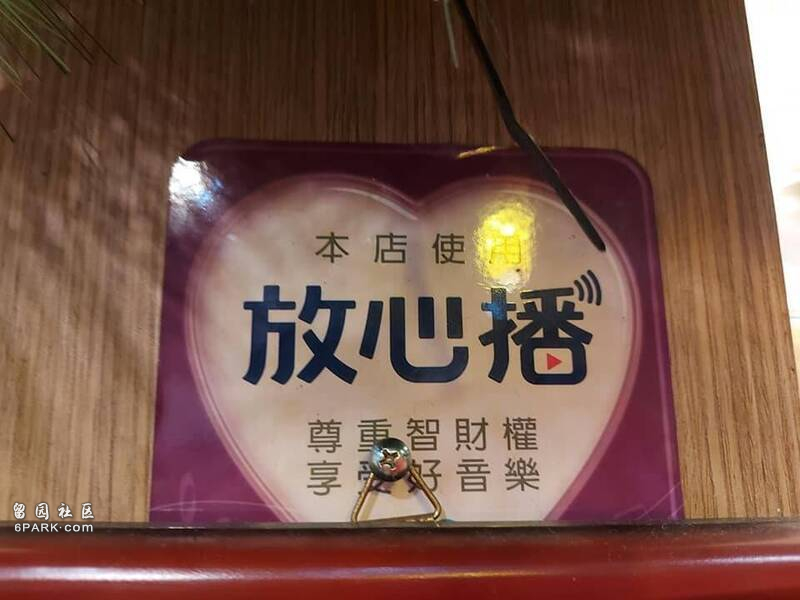 本店使用
放心播
尊重智財權
享受好音樂
留园社区
6PARK.com